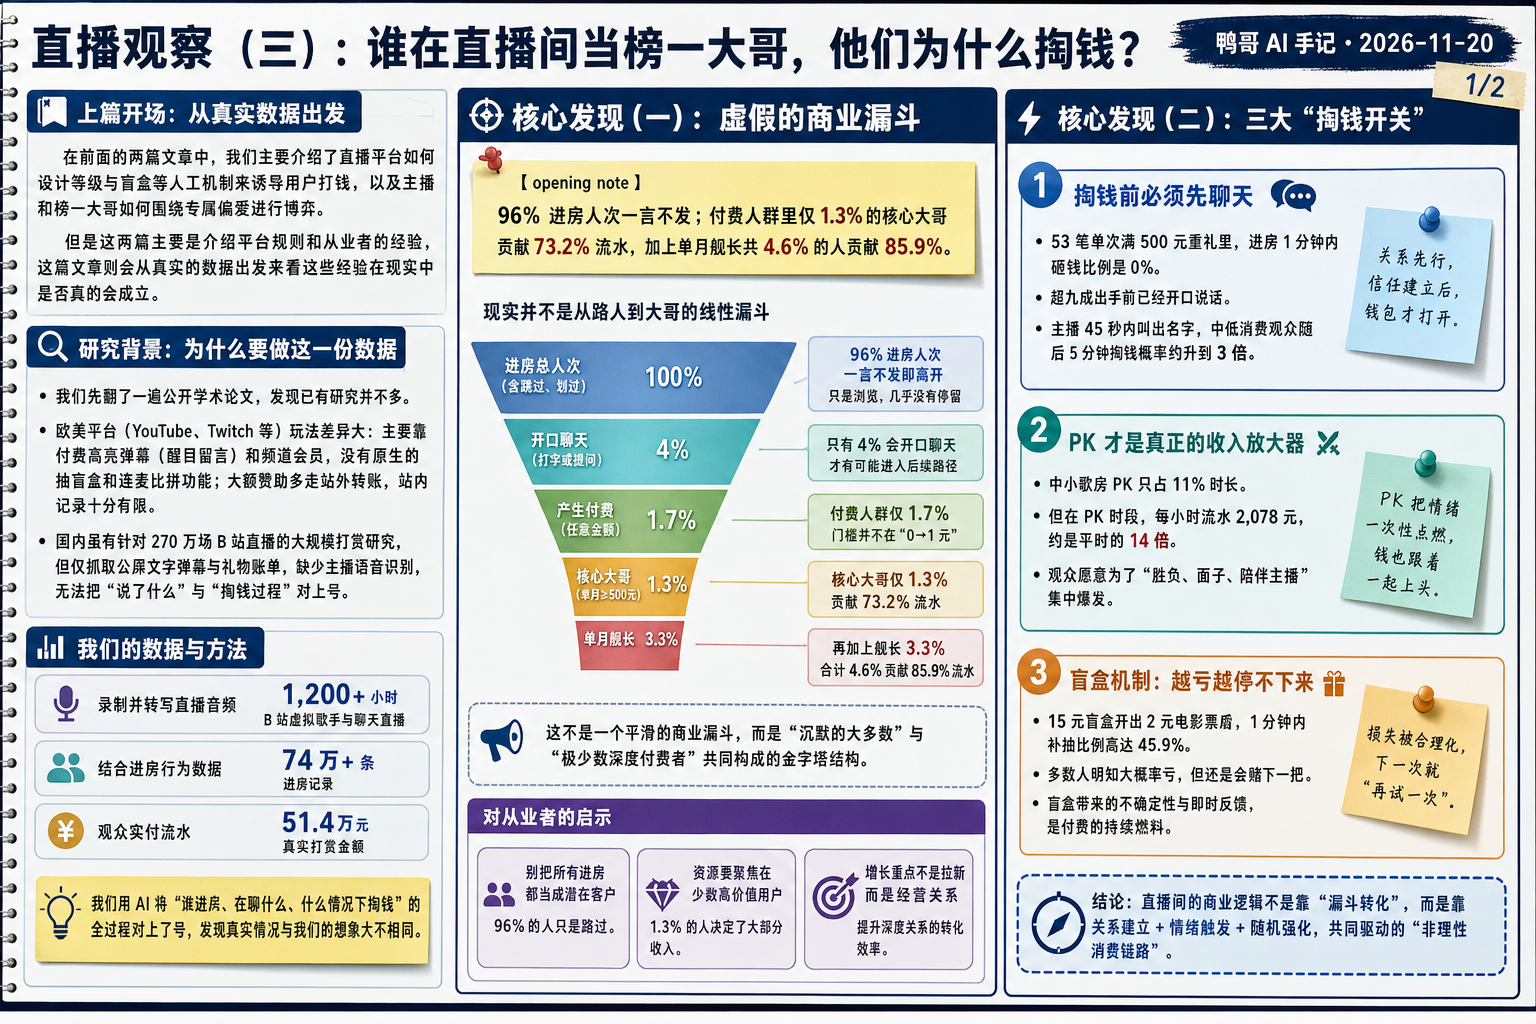 直播观察（三）：谁在直播间当榜一大哥，他们为什么掏钱？
鸭哥 AI 手记·2026-11-20
1/2
上篇开场：从真实数据出发
在前面的两篇文章中，我们主要介绍了直播平台如何
设计等级与盲盒等人工机制来诱导用户打钱，以及主播
和榜一大哥如何围绕专属偏爱进行博弈。
但是这两篇主要是介绍平台规则和从业者的经验，
这篇文章则会从真实的数据出发来看这些经验在现实中
是否真的会成立。
研究背景：为什么要做这一份数据
• 我们先翻了一遍公开学术论文，发现已有研究并不多。
• 欧美平台（YouTube、Twitch 等）玩法差异大：主要靠
付费高亮弹幕（醒目留言）和频道会员，没有原生的
抽盲盒和连麦比拼功能；大额赞助多走站外转账，站内
记录十分有限。
• 国内虽有针对 270 万场 B 站直播的大规模打赏研究，
但仅抓取公屏文字弹幕与礼物账单，缺少主播语音识别，
无法把“说了什么”与“掏钱过程”对上号。
我们的数据与方法
录制并转写直播音频
1,200+ 小时
B 站虚拟歌手与聊天直播
结合进房行为数据
74 万+ 条
进房记录
观众实付流水
51.4 万元
真实打赏金额
我们用 AI 将“谁进房、在聊什么、什么情况下掏钱”的
全过程对上了号，发现真实情况与我们的想象大不相同。
核心发现（一）：虚假的商业漏斗
【 opening note 】
96% 进房人次一言不发；付费人群里仅 1.3% 的核心大哥
贡献 73.2% 流水，加上单月舰长共 4.6% 的人贡献 85.9%。
现实并不是从路人到大哥的线性漏斗
进房总人次
（含跳过、划过）
100%
96% 进房人次
一言不发即离开
只是浏览，几乎没有停留
开口聊天
（打字或提问）
4%
只有 4% 会开口聊天
才有可能进入后续路径
产生付费
（任意金额）
1.7%
付费人群仅 1.7%
门槛并不在“0→1 元”
核心大哥
（单月≥500元）
1.3%
核心大哥仅 1.3%
贡献 73.2% 流水
单月舰长 3.3%
再加上舰长 3.3%
合计 4.6% 贡献 85.9% 流水
这不是一个平滑的商业漏斗，而是“沉默的大多数”与
“极少数深度付费者”共同构成的金字塔结构。
对从业者的启示
别把所有进房
都当成潜在客户
96% 的人只是路过。
资源要聚焦在
少数高价值用户
1.3% 的人决定了大部分
收入。
增长重点不是拉新
而是经营关系
提升深度关系的转化
效率。
核心发现（二）：三大“掏钱开关”
1
掏钱前必须先聊天
• 53 笔单次满 500 元重礼里，进房 1 分钟内
砸钱比例是 0%。
• 超九成出手前已经开口说话。
• 主播 45 秒内叫出名字，中低消费观众随
后 5 分钟掏钱概率约升到 3 倍。
关系先行，
信任建立后，
钱包才打开。
2
PK 才是真正的收入放大器
• 中小歌房 PK 只占 11% 时长。
• 但在 PK 时段，每小时流水 2,078 元，
约是平时的 14 倍。
• 观众愿意为了“胜负、面子、陪伴主播”
集中爆发。
PK 把情绪
一次性点燃，
钱也跟着
一起上头。
3
盲盒机制：越亏越停不下来
• 15 元盲盒开出 2 元电影票后，1 分钟内
补抽比例高达 45.9%。
• 多数人明知大概率亏，但还是会赌下一把。
• 盲盒带来的不确定性与即时反馈，
是付费的持续燃料。
损失被合理化，
下一次就
“再试一次”。
结论：直播间的商业逻辑不是靠“漏斗转化”，而是靠
关系建立 + 情绪触发 + 随机强化，共同驱动的“非理性
消费链路”。